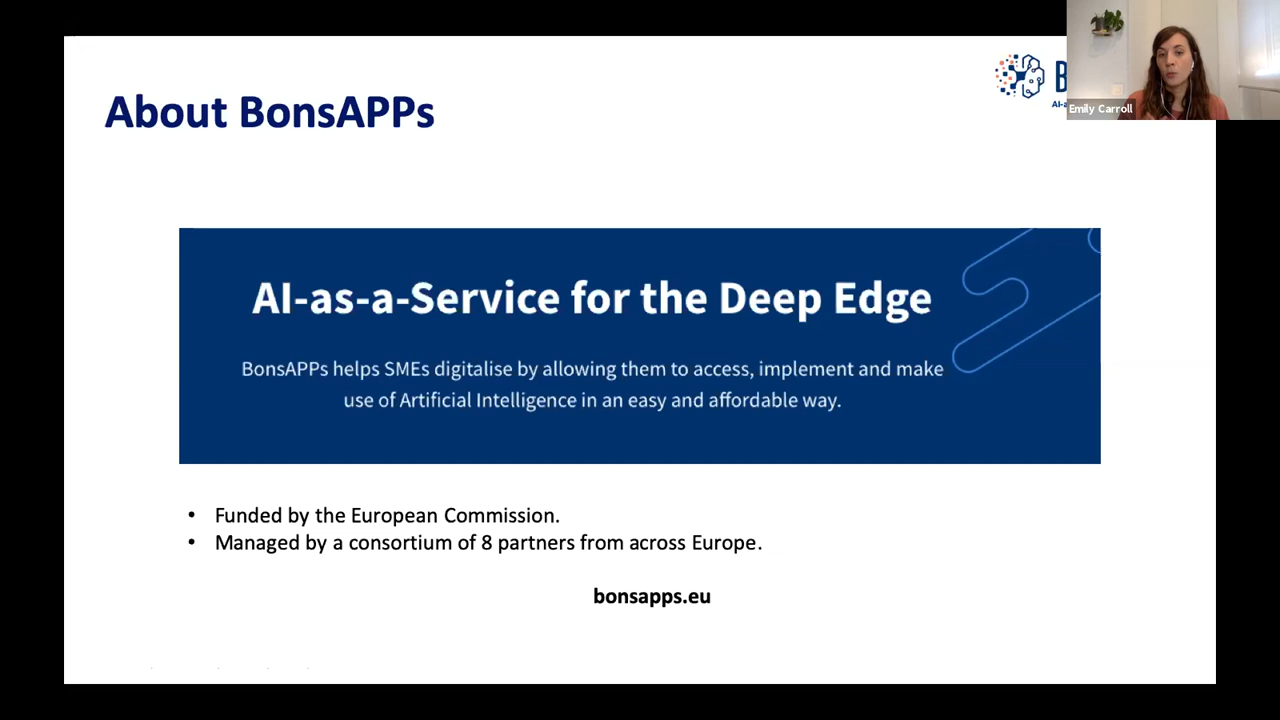 About BonsAPPs
B
AI-a
Emily Carroll
AI-as-a-Service for the Deep Edge
BonsAPPs helps SMEs digitalise by allowing them to access, implement and make
use of Artificial Intelligence in an easy and affordable way.
• Funded by the European Commission.
• Managed by a consortium of 8 partners from across Europe.
bonsapps.eu